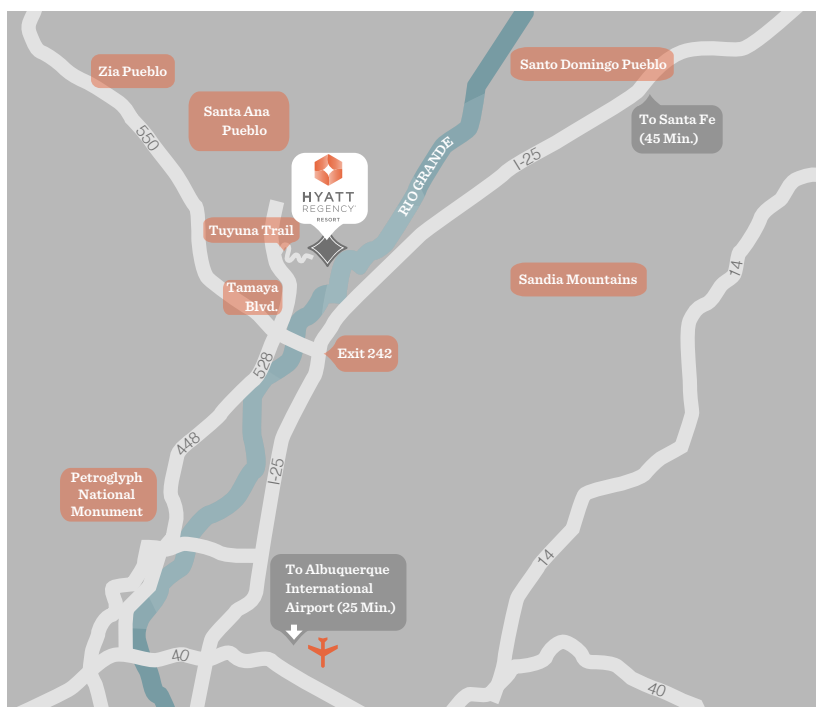 Santo Domingo Pueblo
Zia Pueblo
Santa Ana
Pueblo
To Santa Fe
(45 Min.)
550
I-25
RIO GRANDE
HYATT
REGENCY
RESORT
Tuyuna Trail
14
Sandia Mountains
Tamaya
Blvd.
Exit 242
528
448
I-25
Petroglyph
National
Monument
14
To Albuquerque
International
Airport (25 Min.)
40
40